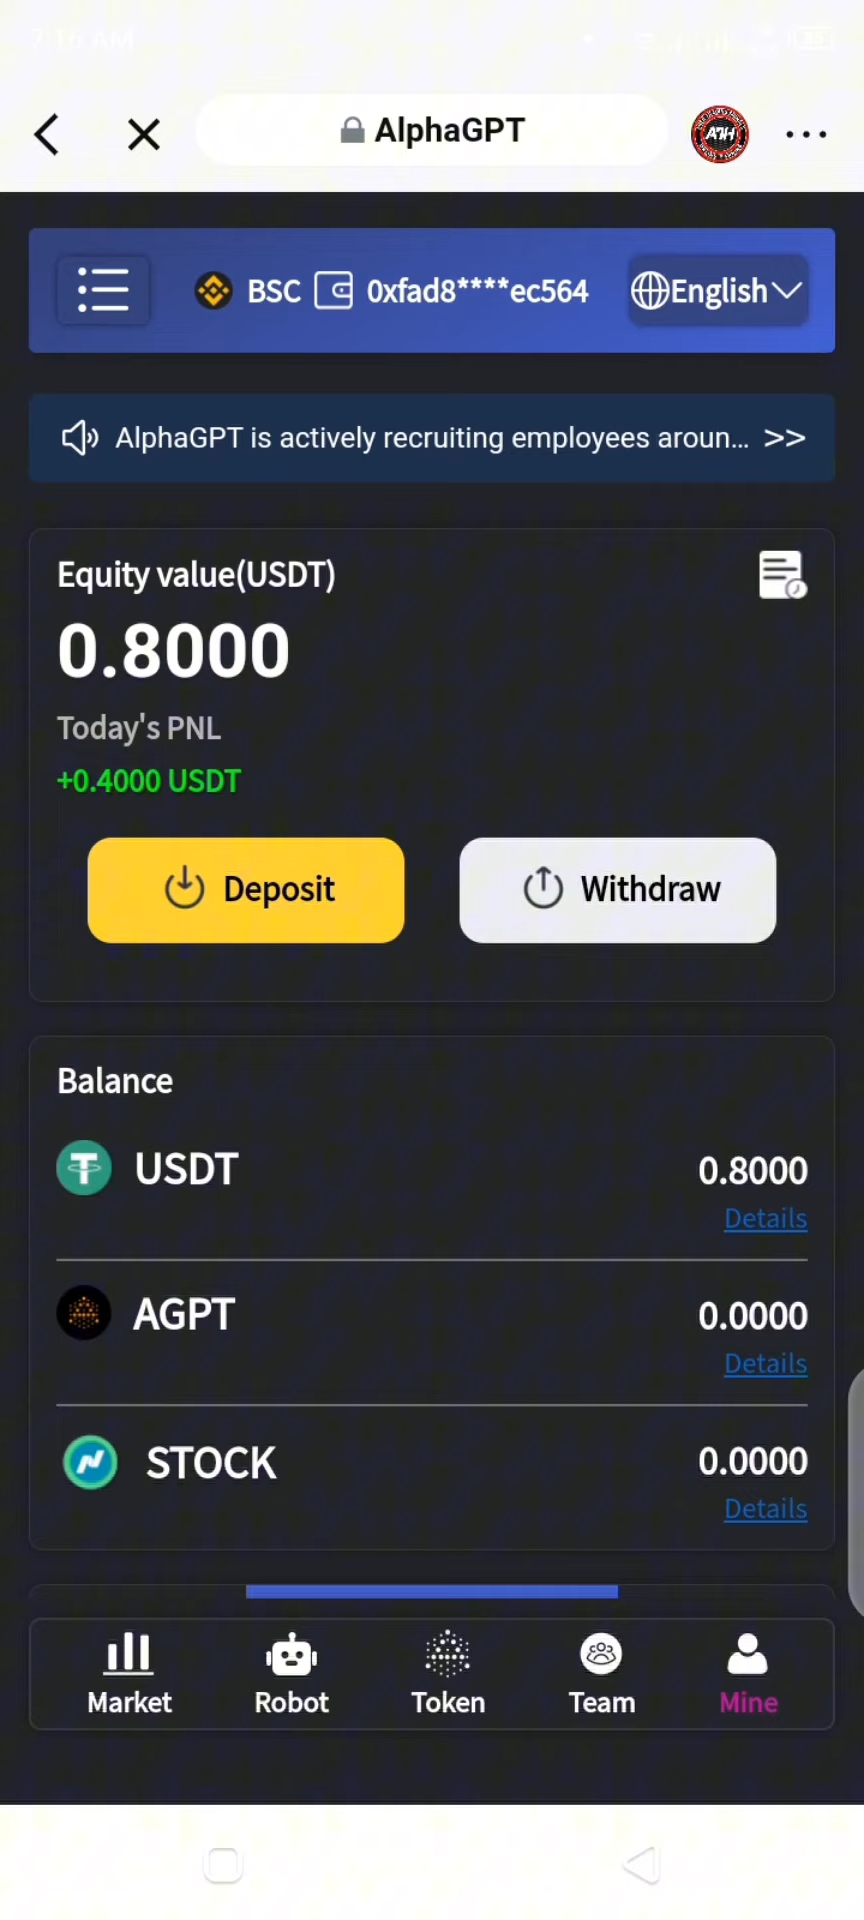 AlphaGPT
BSC 0xfad8****ec564 English
AlphaGPT is actively recruiting employees aroun... >>
Equity value(USDT)
0.8000
Today's PNL
+0.4000 USDT
Deposit Withdraw
Balance
USDT 0.8000
Details
AGPT 0.0000
Details
STOCK 0.0000
Details
Market Robot Token Team Mine